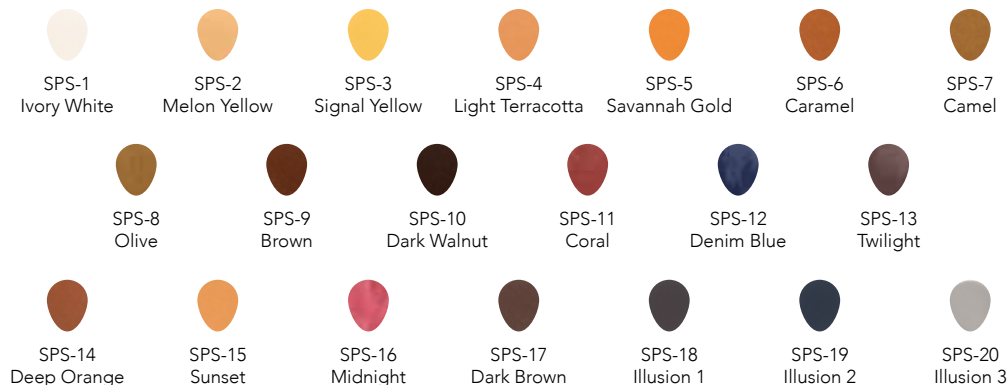 SPS-1 SPS-2 SPS-3 SPS-4 SPS-5 SPS-6 SPS-7
Ivory White Melon Yellow Signal Yellow Light Terracotta Savannah Gold Caramel Camel
SPS-8 SPS-9 SPS-10 SPS-11 SPS-12 SPS-13
Olive Brown Dark Walnut Coral Denim Blue Twilight
SPS-14 SPS-15 SPS-16 SPS-17 SPS-18 SPS-19 SPS-20
Deep Orange Sunset Midnight Dark Brown Illusion 1 Illusion 2 Illusion 3